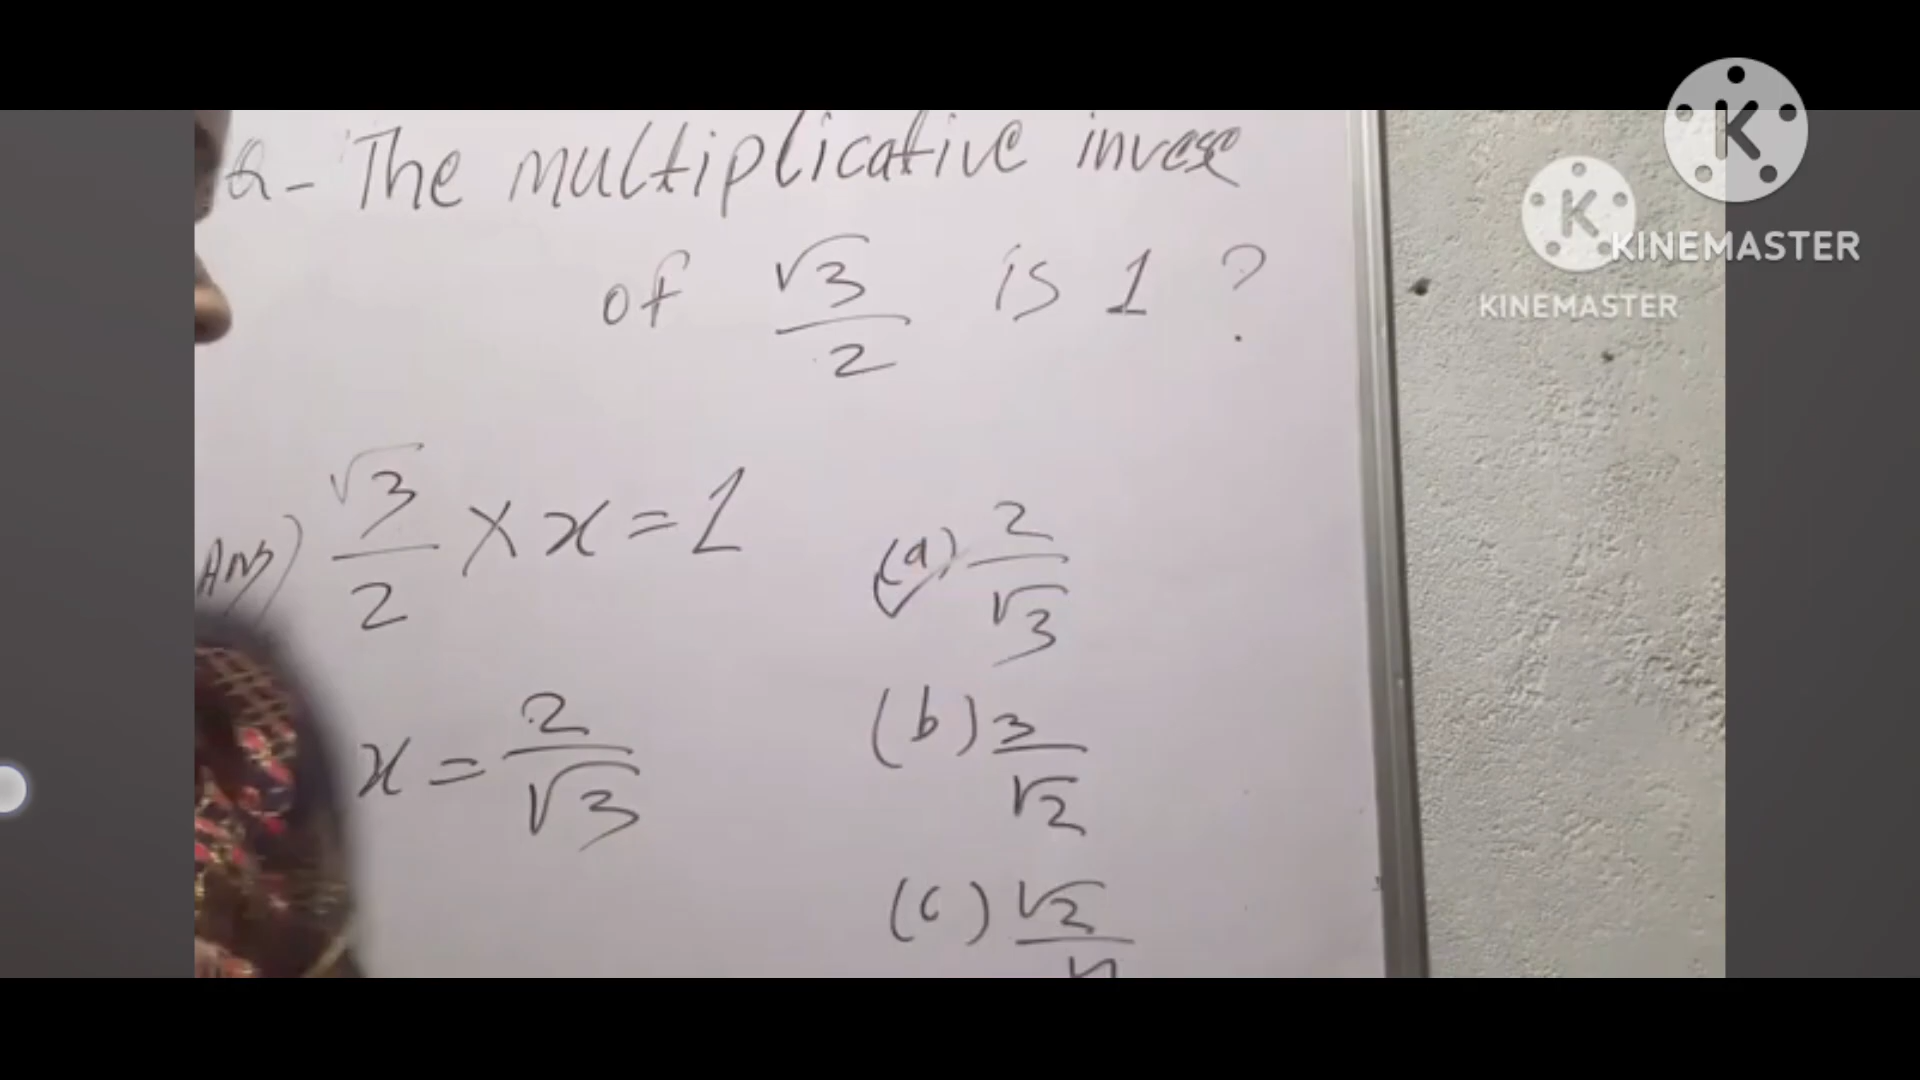 Q- The multiplicative invese
of √3/2 is 1 ?
Ans) √3/2 × x = 1
x = 2/√3
(a) 2/√3
(b) 3/√2
(c) √2
K
KINEMASTER
K
KINEMASTER